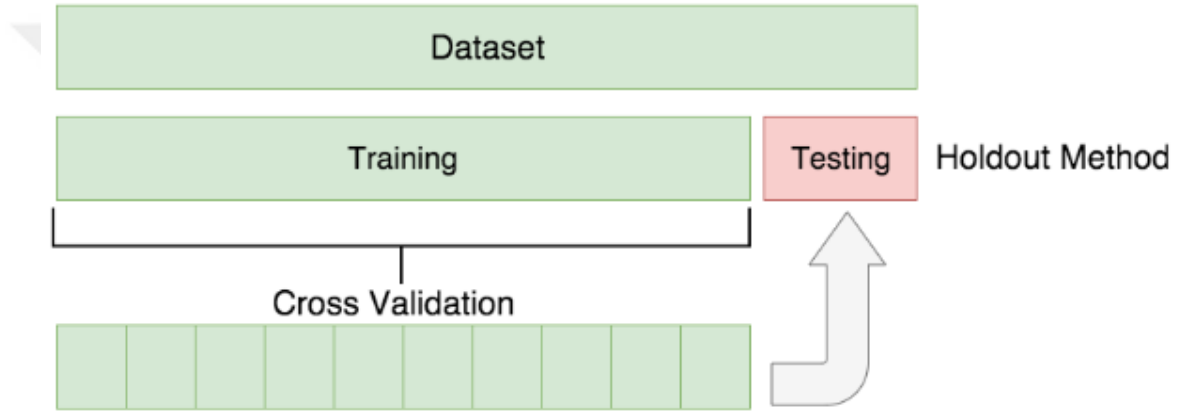 Dataset
Training
Testing
Holdout Method
Cross Validation